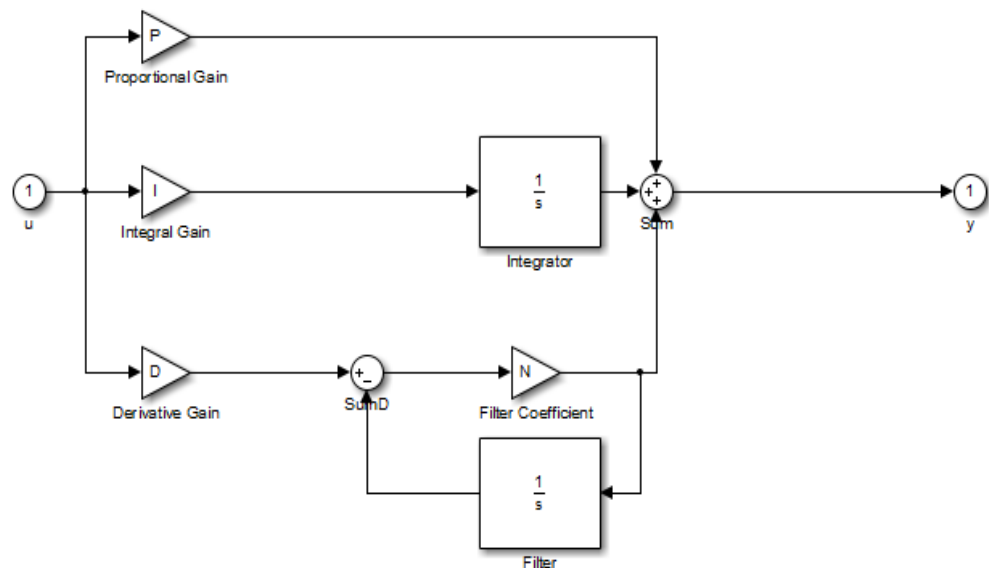 P
Proportional Gain
1
u
I
Integral Gain
1
s
Integrator
+
+
+
Sum
1
y
D
Derivative Gain
+
−
SumD
N
Filter Coefficient
1
s
Filter